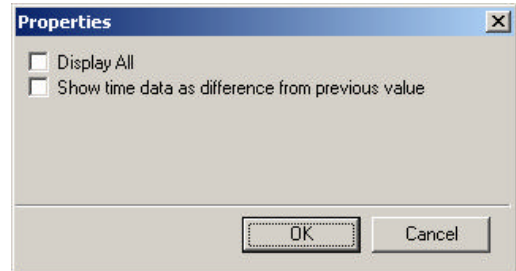 Properties
Display All
Show time data as difference from previous value
OK
Cancel